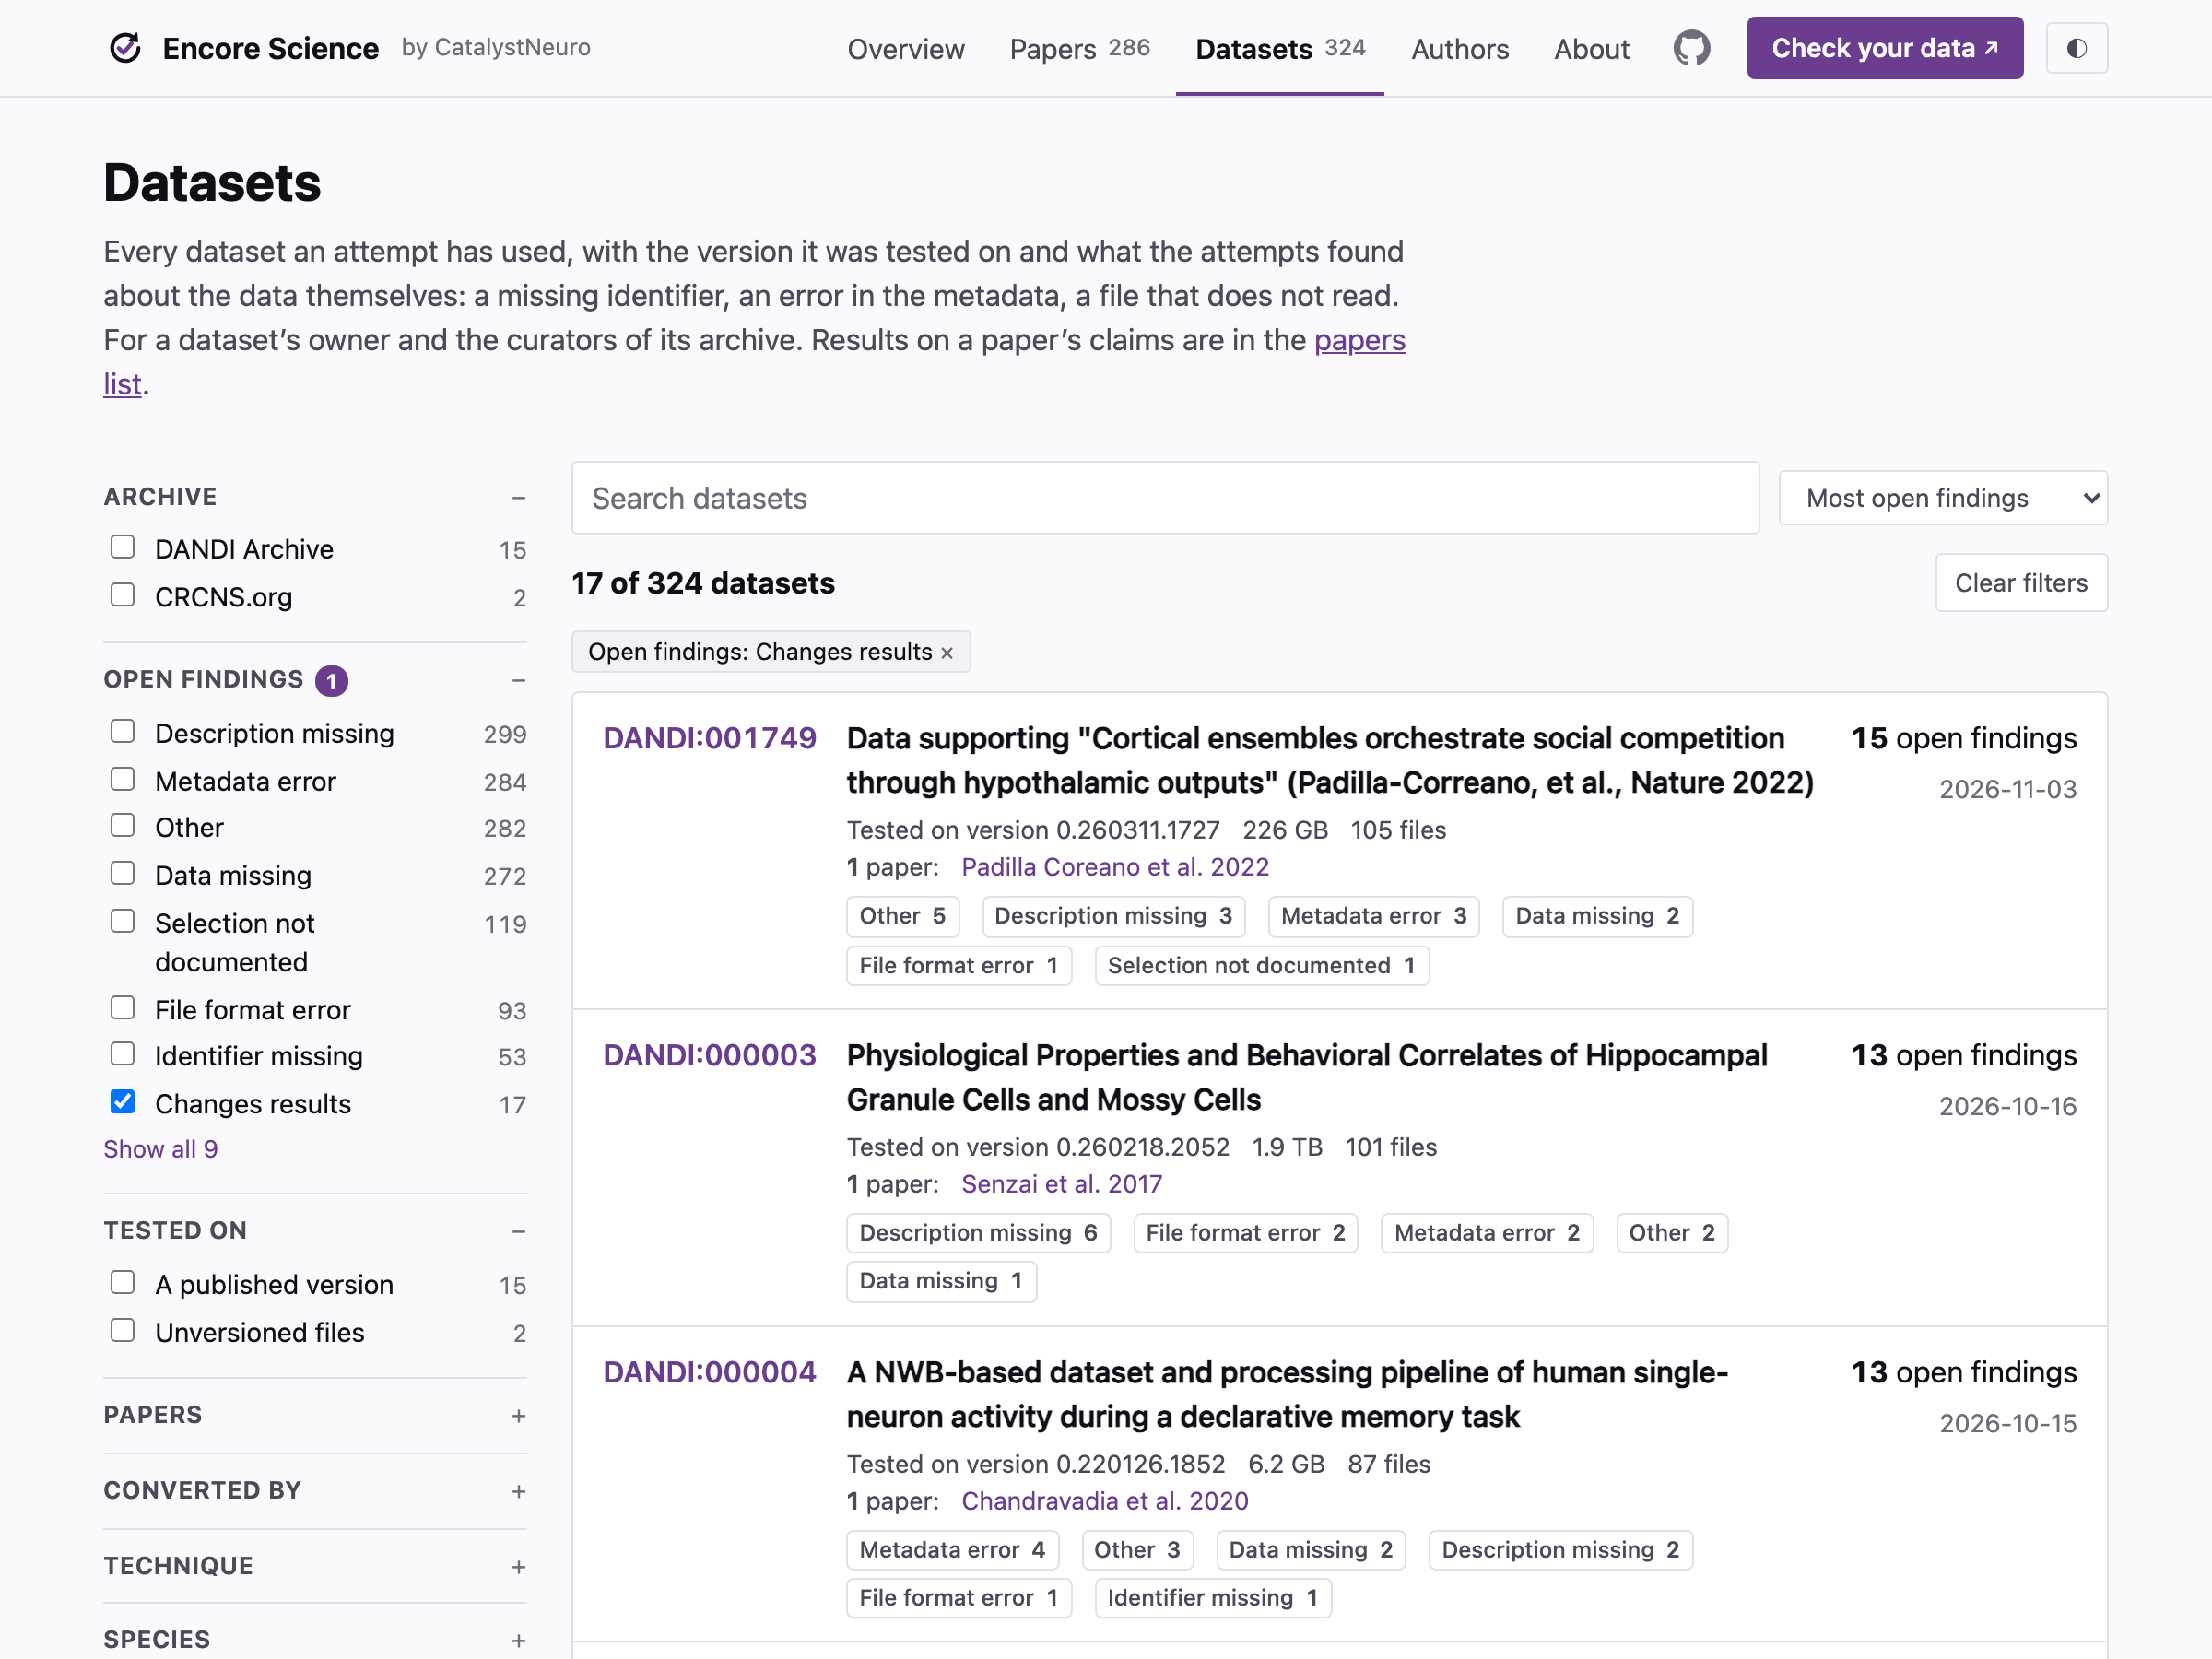 Encore Science by CatalystNeuro
Overview Papers 286 Datasets 324 Authors About Check your data ↗
Datasets
Every dataset an attempt has used, with the version it was tested on and what the attempts found
about the data themselves: a missing identifier, an error in the metadata, a file that does not read.
For a dataset’s owner and the curators of its archive. Results on a paper’s claims are in the papers
list.
ARCHIVE −
DANDI Archive 15
CRCNS.org 2
OPEN FINDINGS 1 −
Description missing 299
Metadata error 284
Other 282
Data missing 272
Selection not
documented 119
File format error 93
Identifier missing 53
Changes results 17
Show all 9
TESTED ON −
A published version 15
Unversioned files 2
PAPERS +
CONVERTED BY +
TECHNIQUE +
SPECIES +
Search datasets
Most open findings
17 of 324 datasets
Clear filters
Open findings: Changes results ×
DANDI:001749
Data supporting "Cortical ensembles orchestrate social competition
through hypothalamic outputs" (Padilla-Correano, et al., Nature 2022)
15 open findings
2026-11-03
Tested on version 0.260311.1727 226 GB 105 files
1 paper: Padilla Coreano et al. 2022
Other 5 Description missing 3 Metadata error 3 Data missing 2
File format error 1 Selection not documented 1
DANDI:000003
Physiological Properties and Behavioral Correlates of Hippocampal
Granule Cells and Mossy Cells
13 open findings
2026-10-16
Tested on version 0.260218.2052 1.9 TB 101 files
1 paper: Senzai et al. 2017
Description missing 6 File format error 2 Metadata error 2 Other 2
Data missing 1
DANDI:000004
A NWB-based dataset and processing pipeline of human single-
neuron activity during a declarative memory task
13 open findings
2026-10-15
Tested on version 0.220126.1852 6.2 GB 87 files
1 paper: Chandravadia et al. 2020
Metadata error 4 Other 3 Data missing 2 Description missing 2
File format error 1 Identifier missing 1